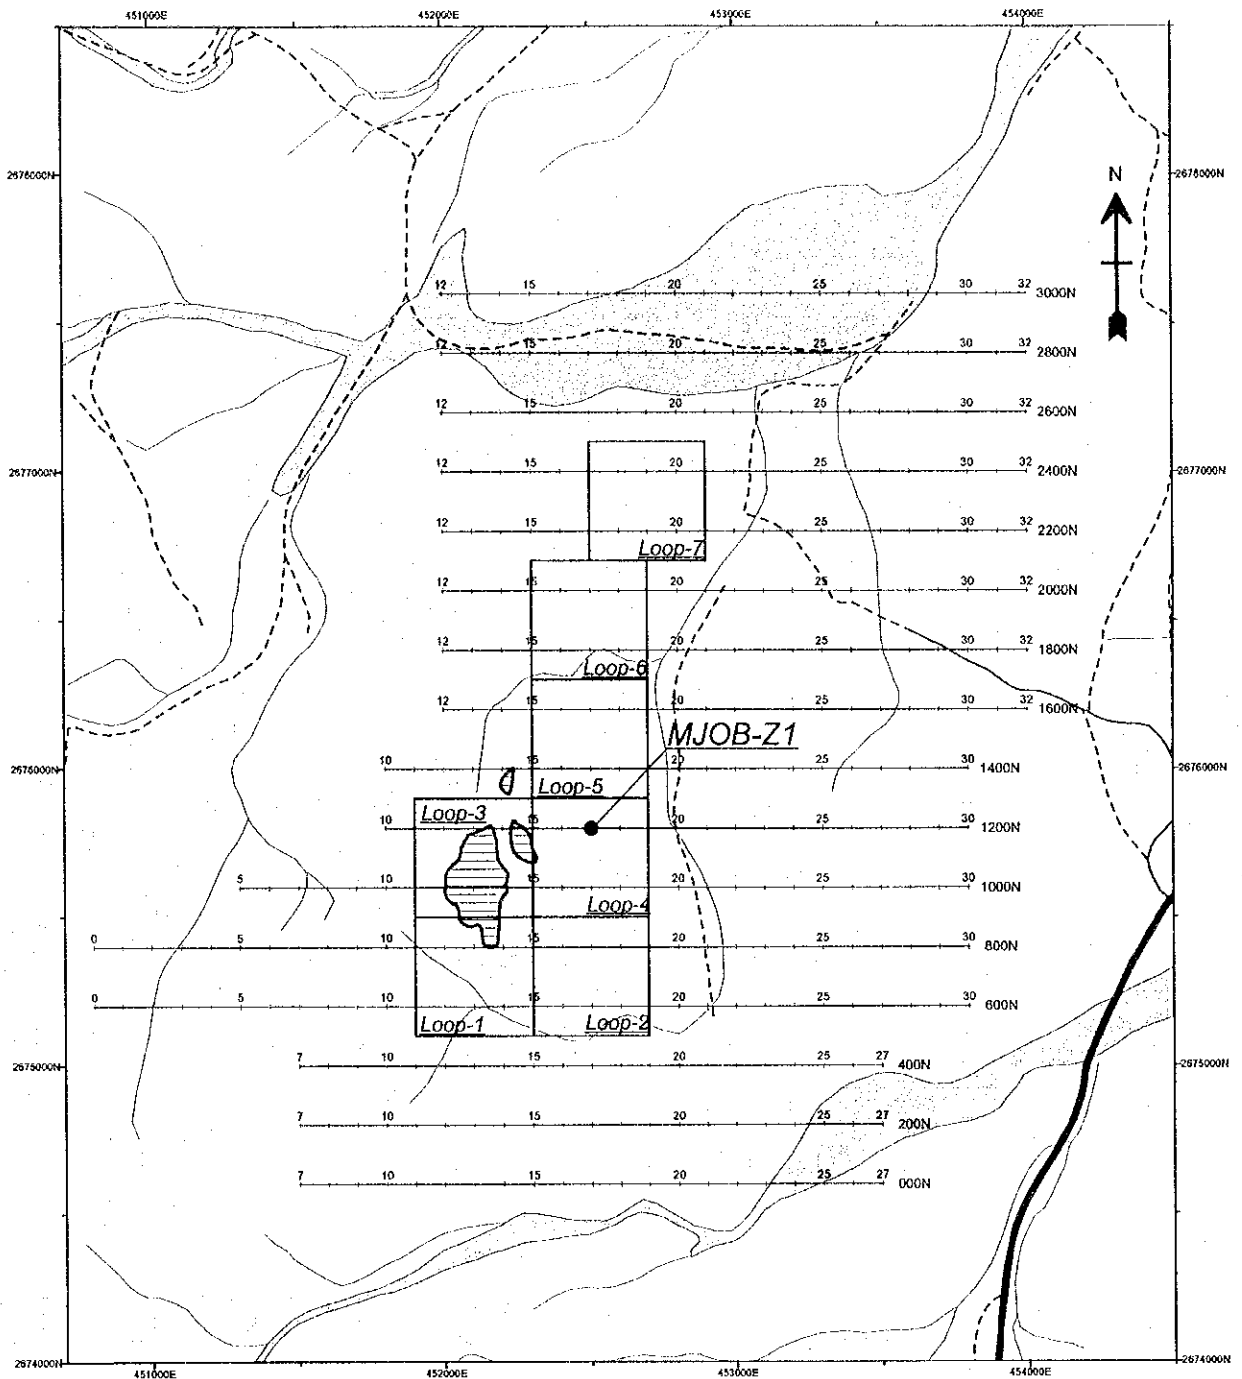 451000E 452000E 453000E 454000E
2678000N 2678000N
N
12 15 20 25 30 32 3000N
12 15 20 25 30 32 2800N
12 15 20 25 30 32 2600N
2677000N 12 15 20 25 30 32 2400N 2677000N
12 15 20 25 30 32 2200N
Loop-7
12 15 20 25 30 32 2000N
12 15 20 25 30 32 1800N
Loop-6
12 15 20 25 30 32 1600N
MJOB-Z1
2676000N 10 15 20 25 30 1400N 2676000N
Loop-5
Loop-3
10 15 20 25 30 1200N
5 10 15 20 25 30 1000N
Loop-4
0 5 10 15 20 25 30 800N
0 5 10 15 20 25 30 600N
Loop-1 Loop-2
2675000N 7 10 15 20 25 27 400N 2675000N
7 10 15 20 25 27 200N
7 10 15 20 25 27 000N
2674000N 2674000N
451000E 452000E 453000E 454000E